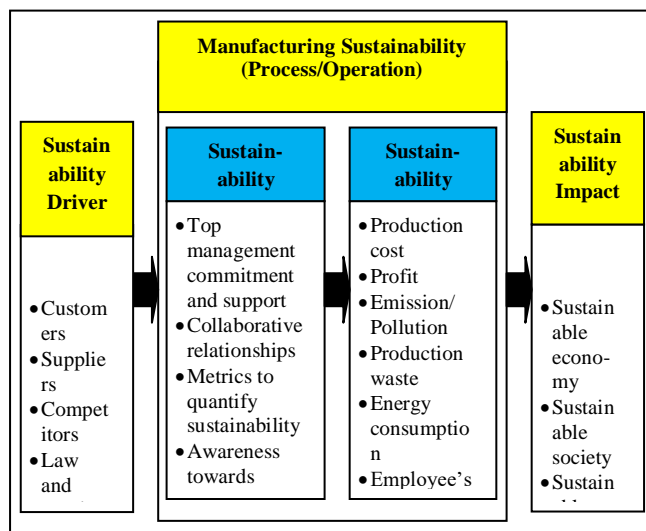 Manufacturing Sustainability
(Process/Operation)
Sustain
ability
Driver
• Custom
ers
• Supplie
rs
• Compet
itors
• Law
and
Sustain-
ability
• Top
management
commitment
and support
• Collaborative
relationships
• Metrics to
quantify
sustainability
• Awareness
towards
Sustain-
ability
• Production
cost
• Profit
• Emission/
Pollution
• Production
waste
• Energy
consumptio
n
• Employee's
Sustain
ability
Impact
• Sustain
able
econo-
my
• Sustain
able
society
• Sustain